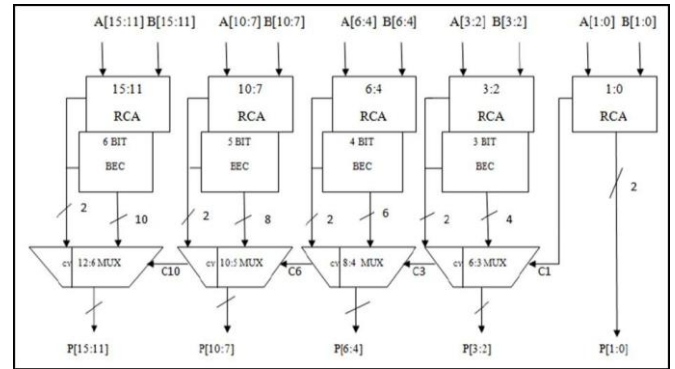 A[15:11] B[15:11] A[10:7] B[10:7] A[6:4] B[6:4] A[3:2] B[3:2] A[1:0] B[1:0]
15:11 10:7 6:4 3:2 1:0
RCA RCA RCA RCA RCA
6 BIT 5 BIT 4 BIT 3 BIT
BEC BEC BEC BEC
2 10 2 8 2 6 2 4 2
cy 12:6 MUX C10 cy 10:5 MUX C6 cy 8:4 MUX C3 cy 6:3 MUX C1
P[15:11] P[10:7] P[6:4] P[3:2] P[1:0]